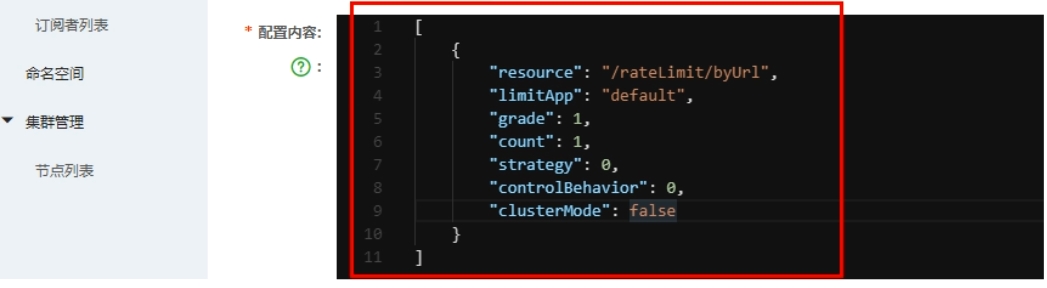 订阅者列表
命名空间
集群管理
节点列表
* 配置内容:
? :
1 [
2 {
3 "resource": "/rateLimit/byUrl",
4 "limitApp": "default",
5 "grade": 1,
6 "count": 1,
7 "strategy": 0,
8 "controlBehavior": 0,
9 "clusterMode": false
10 }
11 ]